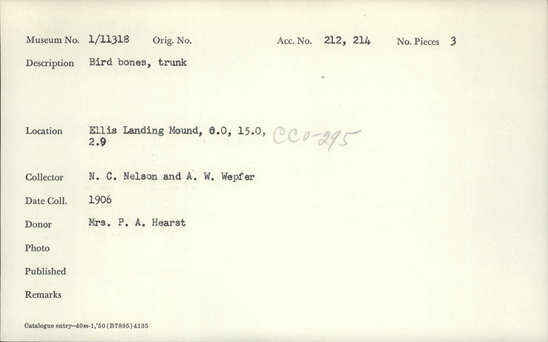 Museum No. 1/11318 Orig. No. Acc. No. 212, 214 No. Pieces 3
Description Bird bones, trunk
Location Ellis Landing Mound, 0.0, 15.0, CCO-295
2.9
Collector N. C. Nelson and A. W. Wepfer
Date Coll. 1906
Donor Mrs. P. A. Hearst
Photo
Published
Remarks
Catalogue entry—40m-1,'50 (B7895) 4135